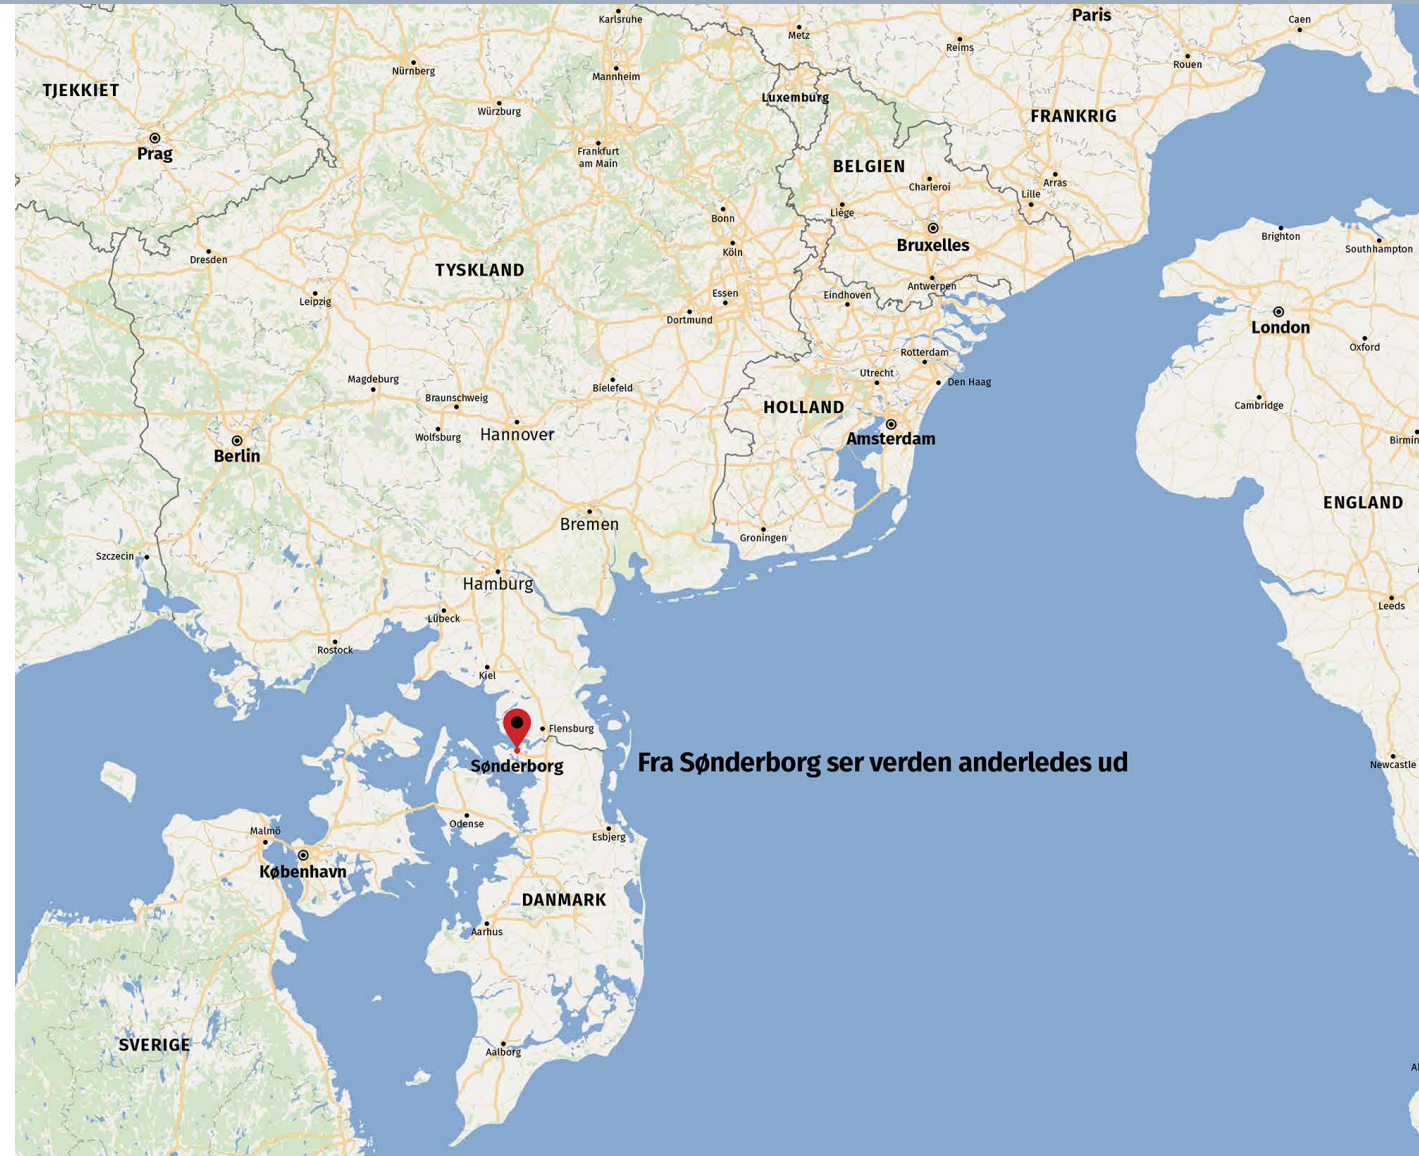 Karlsruhe
Paris
Caen
Metz
Reims
Rouen
Nürnberg
Mannheim
TJEKKIET
Luxemburg
Würzburg
FRANKRIG
Prag
Frankfurt
am Main
BELGIEN
Charleroi
Arras
Lille
Liège
Bonn
Brighton
Bruxelles
Southhampton
Köln
Dresden
TYSKLAND
Antwerpen
Essen
Eindhoven
Leipzig
Dortmund
London
Oxford
Rotterdam
Utrecht
Magdeburg
Bielefeld
Den Haag
Braunschweig
HOLLAND
Cambridge
Wolfsburg
Hannover
Amsterdam
Birmin
Berlin
ENGLAND
Bremen
Groningen
Szczecin
Hamburg
Leeds
Lübeck
Rostock
Kiel
Flensburg
Sønderborg
Fra Sønderborg ser verden anderledes ud
Newcastle
Odense
Malmö
Esbjerg
København
DANMARK
Aarhus
SVERIGE
Aalborg